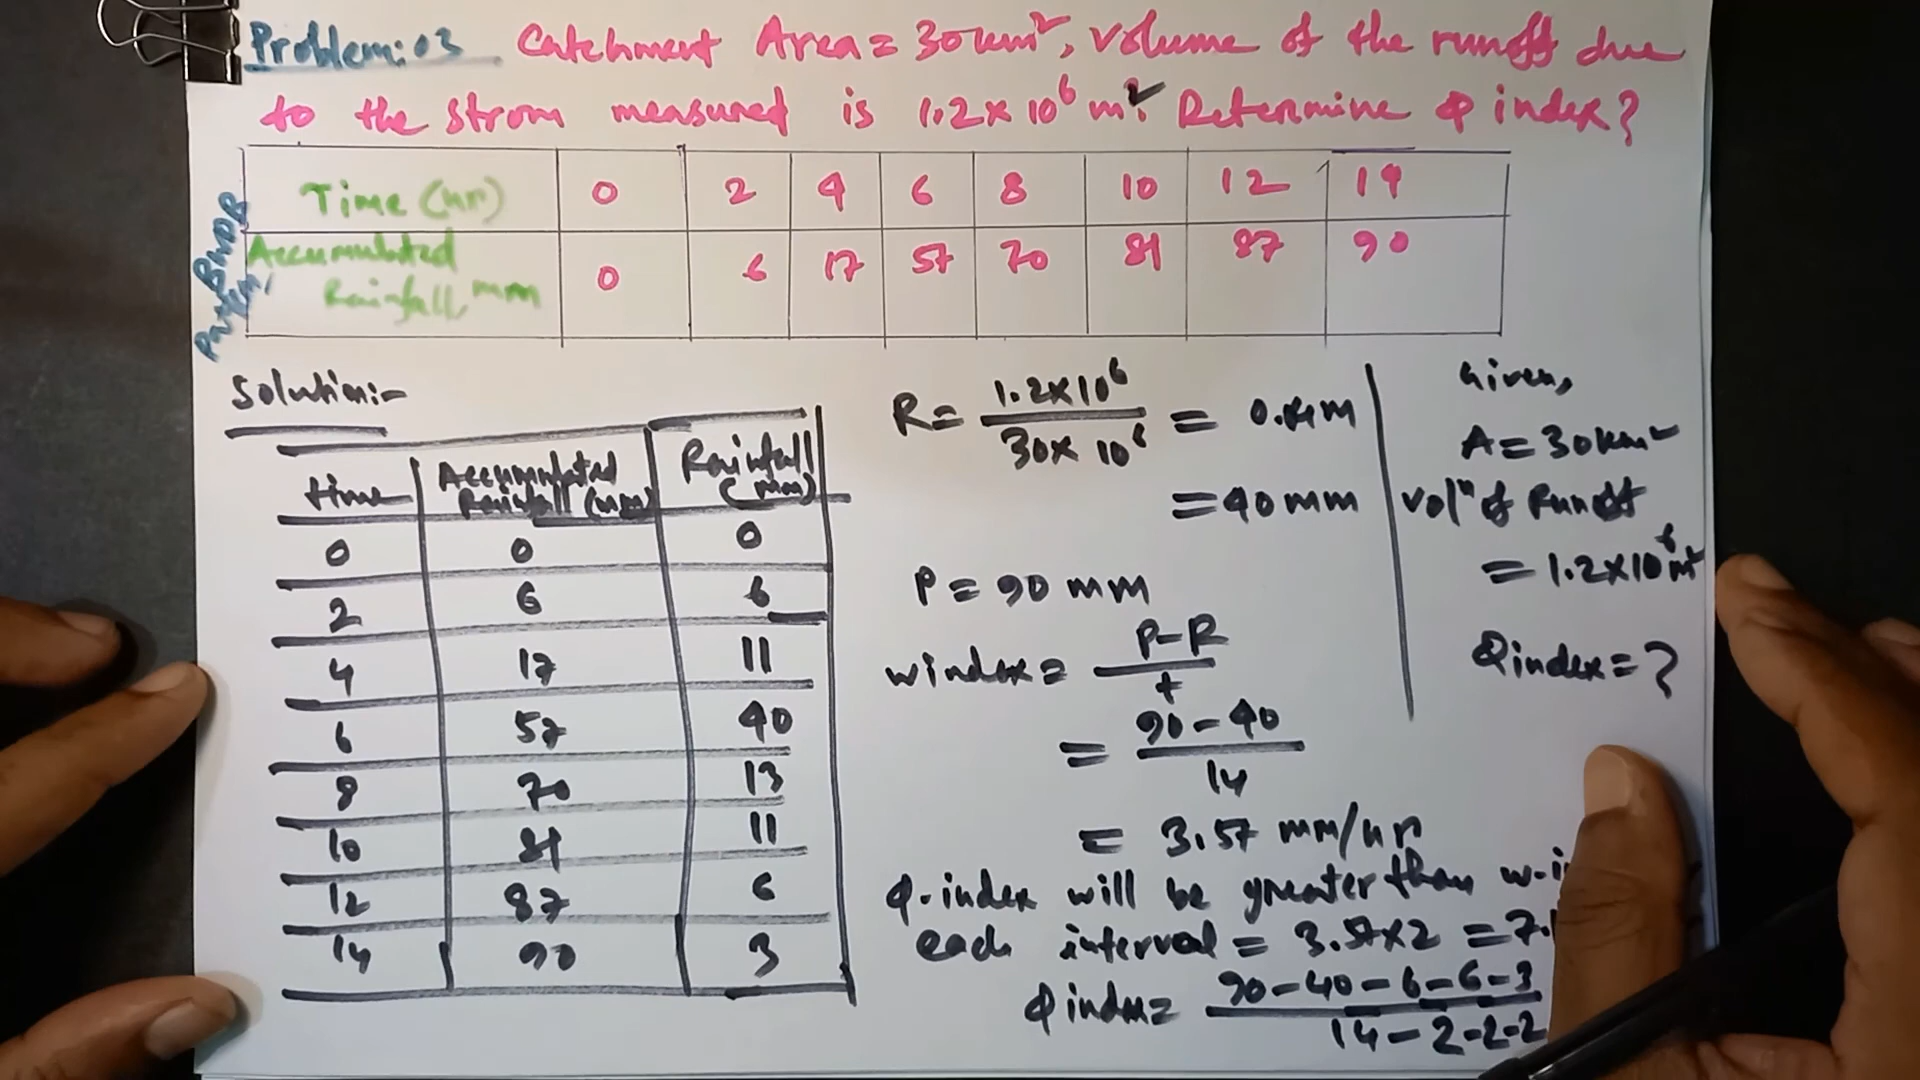 Problem:03 Catchment Area = 30 km², volume of the runoff due
to the strom measured is 1.2×10⁶ m². Determine φ index?
Time (hr) 0 2 4 6 8 10 12 14
Accumulated Rainfall, mm 0 6 17 57 70 81 87 90
BWDB
Solution:-
time Accumulated Rainfall (mm) Rainfall (mm)
0 0 0
2 6 6
4 17 11
6 57 40
8 70 13
10 81 11
12 87 6
14 90 3
R = 1.2×10⁶ / 30×10⁶ = 0.04m
= 40 mm
P = 90 mm
w index = P-R / t
= 90-40 / 14
= 3.57 mm/hr
φ-index will be greater than w-i
each interval = 3.57×2 = 7.
φ index = 90-40-6-6-3 / 14-2-2-2
Given,
A = 30 km²
volⁿ of Runoff
= 1.2×10⁶ m²
φ index = ?